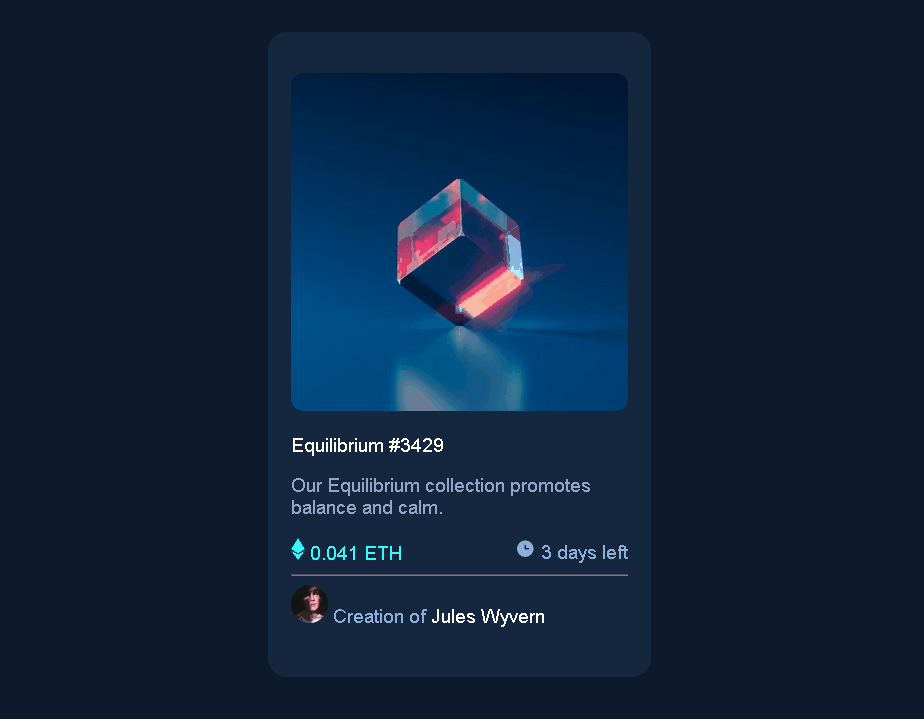 Equilibrium #3429
Our Equilibrium collection promotes
balance and calm.
0.041 ETH 3 days left
Creation of Jules Wyvern